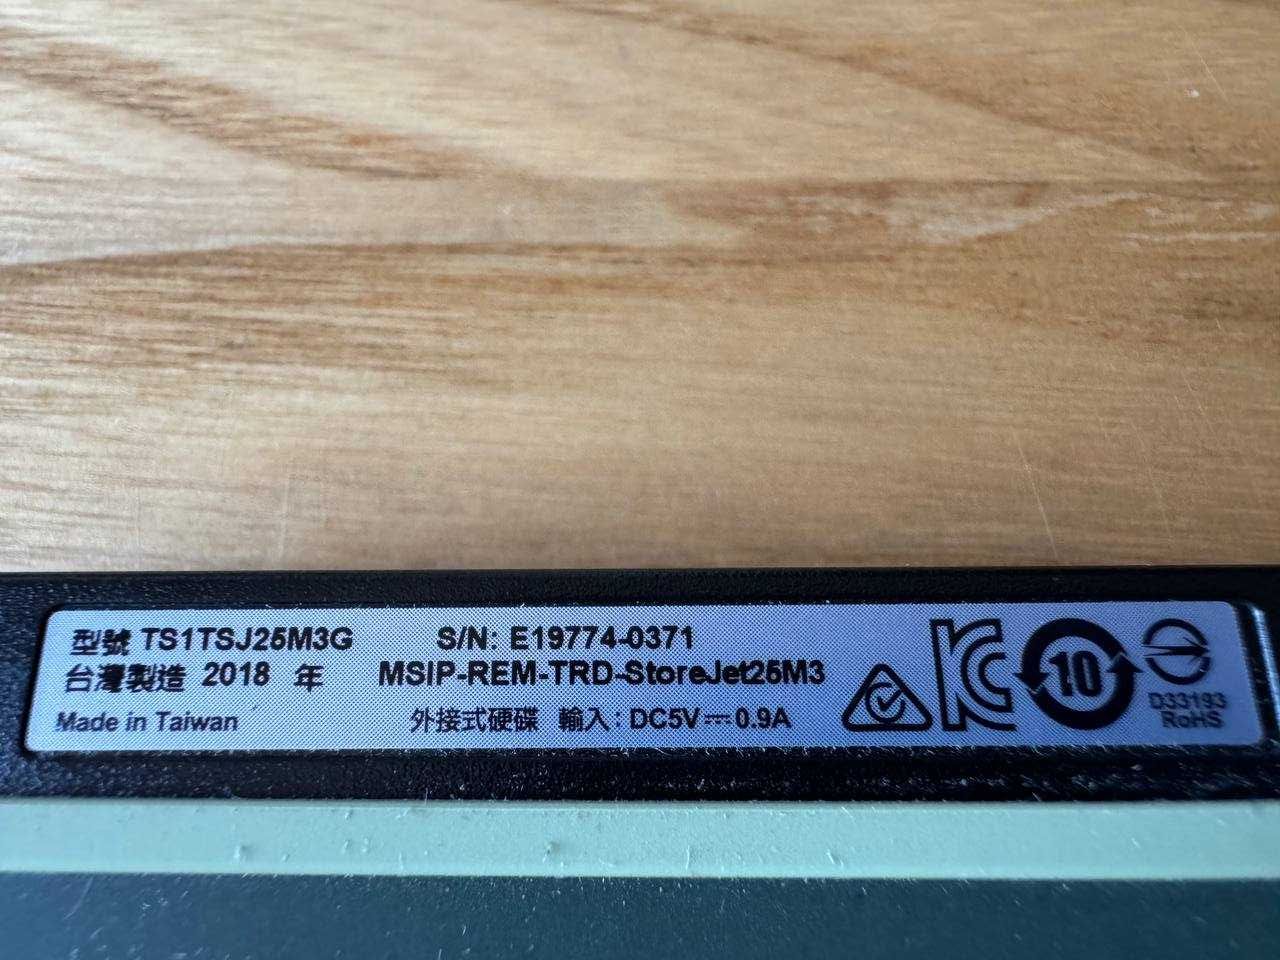 型號 TS1TSJ25M3G S/N: E19774-0371
台灣製造 2018 年 MSIP-REM-TRD-StoreJet25M3
Made in Taiwan 外接式硬碟 輸入: DC5V⎓0.9A
10
D33193
RoHS